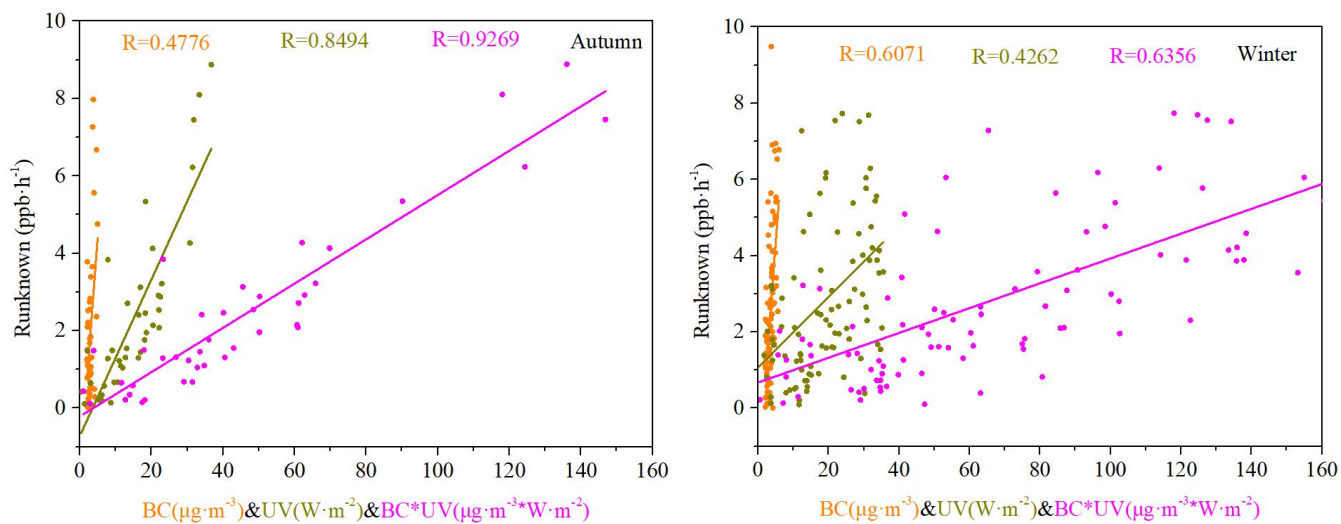 R=0.4776 R=0.8494 R=0.9269 Autumn
10
8
6
4
2
0
Runknown (ppb·h⁻¹)
0 20 40 60 80 100 120 140 160
BC(μg·m⁻³)&UV(W·m⁻²)&BC*UV(μg·m⁻³*W·m⁻²)
R=0.6071 R=0.4262 R=0.6356 Winter
10
8
6
4
2
0
Runknown (ppb·h⁻¹)
0 20 40 60 80 100 120 140 160
BC(μg·m⁻³)&UV(W·m⁻²)&BC*UV(μg·m⁻³*W·m⁻²)